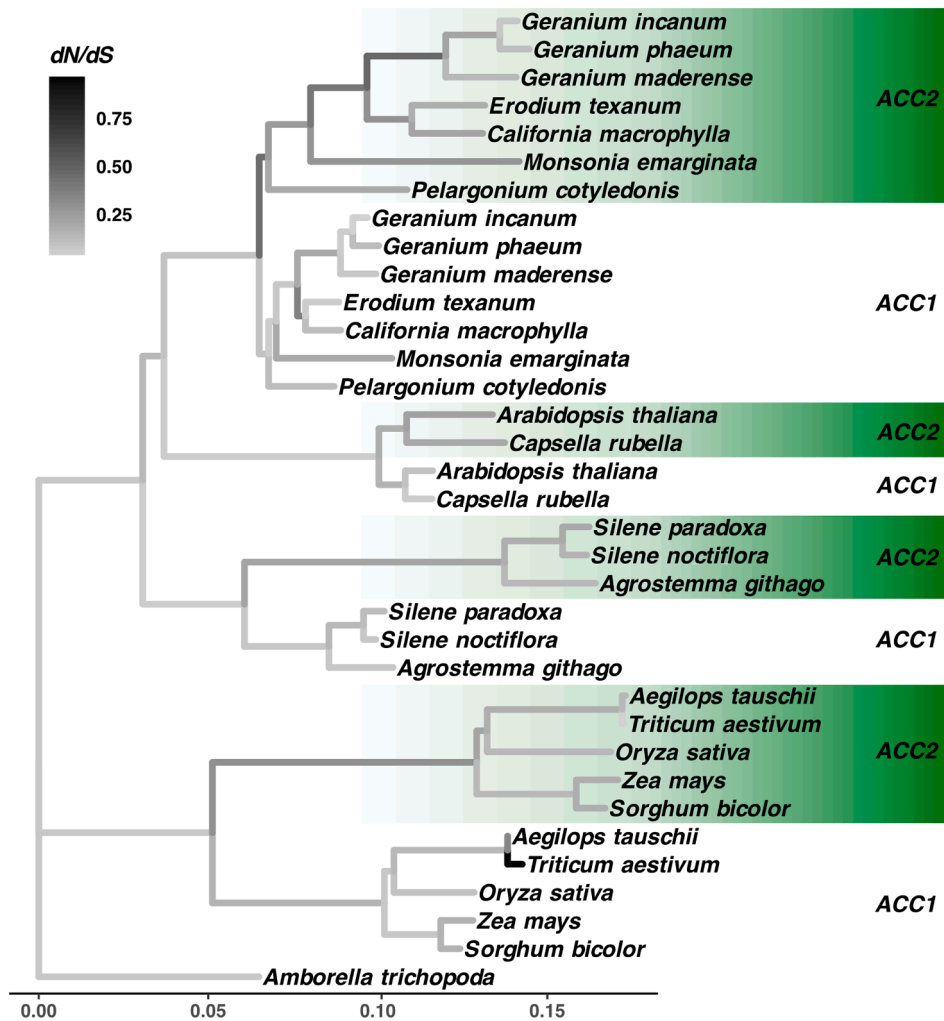 Geranium incanum
dN/dS
Geranium phaeum
Geranium maderense
ACC2
Erodium texanum
0.75
California macrophylla
0.50
Monsonia emarginata
Pelargonium cotyledonis
0.25
Geranium incanum
Geranium phaeum
Geranium maderense
Erodium texanum
ACC1
California macrophylla
Monsonia emarginata
Pelargonium cotyledonis
Arabidopsis thaliana
ACC2
Capsella rubella
Arabidopsis thaliana
ACC1
Capsella rubella
Silene paradoxa
Silene noctiflora
ACC2
Agrostemma githago
Silene paradoxa
Silene noctiflora
ACC1
Agrostemma githago
Aegilops tauschii
Triticum aestivum
Oryza sativa
ACC2
Zea mays
Sorghum bicolor
Aegilops tauschii
Triticum aestivum
Oryza sativa
ACC1
Zea mays
Sorghum bicolor
Amborella trichopoda
0.00 0.05 0.10 0.15